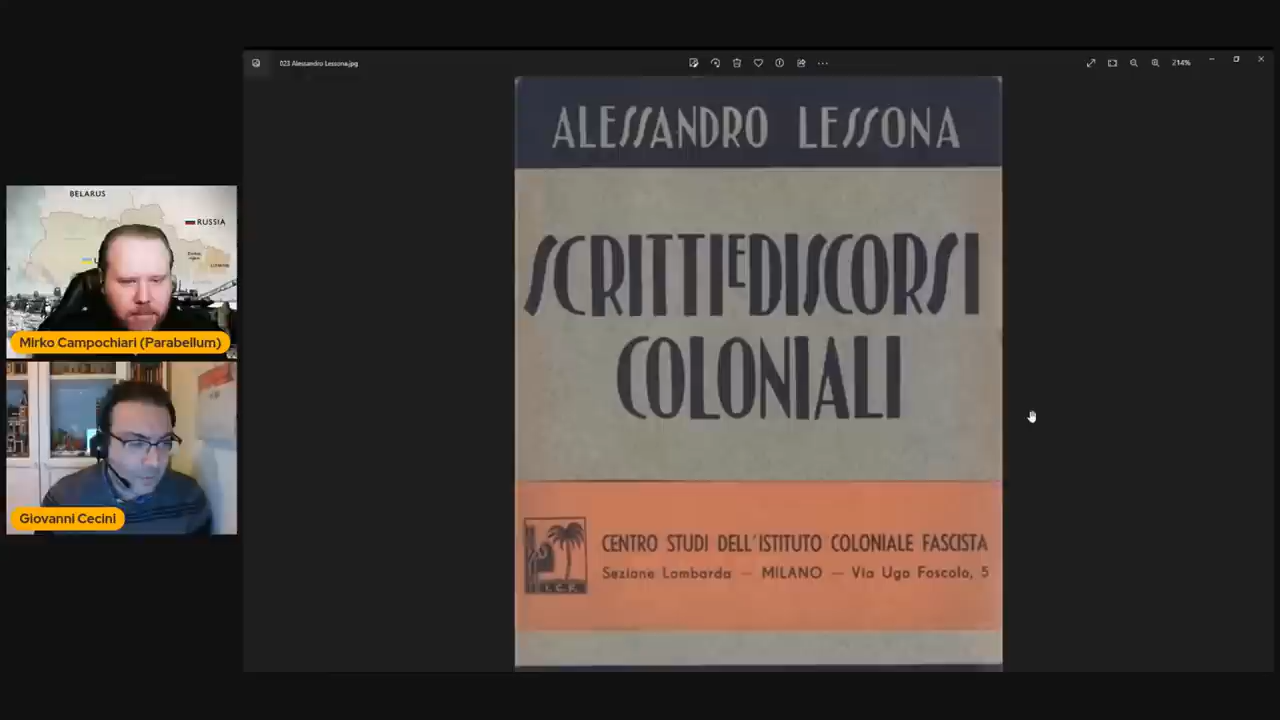 023 Alessandro Lessona.jpg
214%
ALESSANDRO LESSONA
SCRITTI E DISCORSI
COLONIALI
CENTRO STUDI DELL'ISTITUTO COLONIALE FASCISTA
Sezione Lombarda — MILANO — Via Ugo Foscolo, 5
I.C.F.
BELARUS
RUSSIA
Mirko Campochiari (Parabellum)
Giovanni Cecini